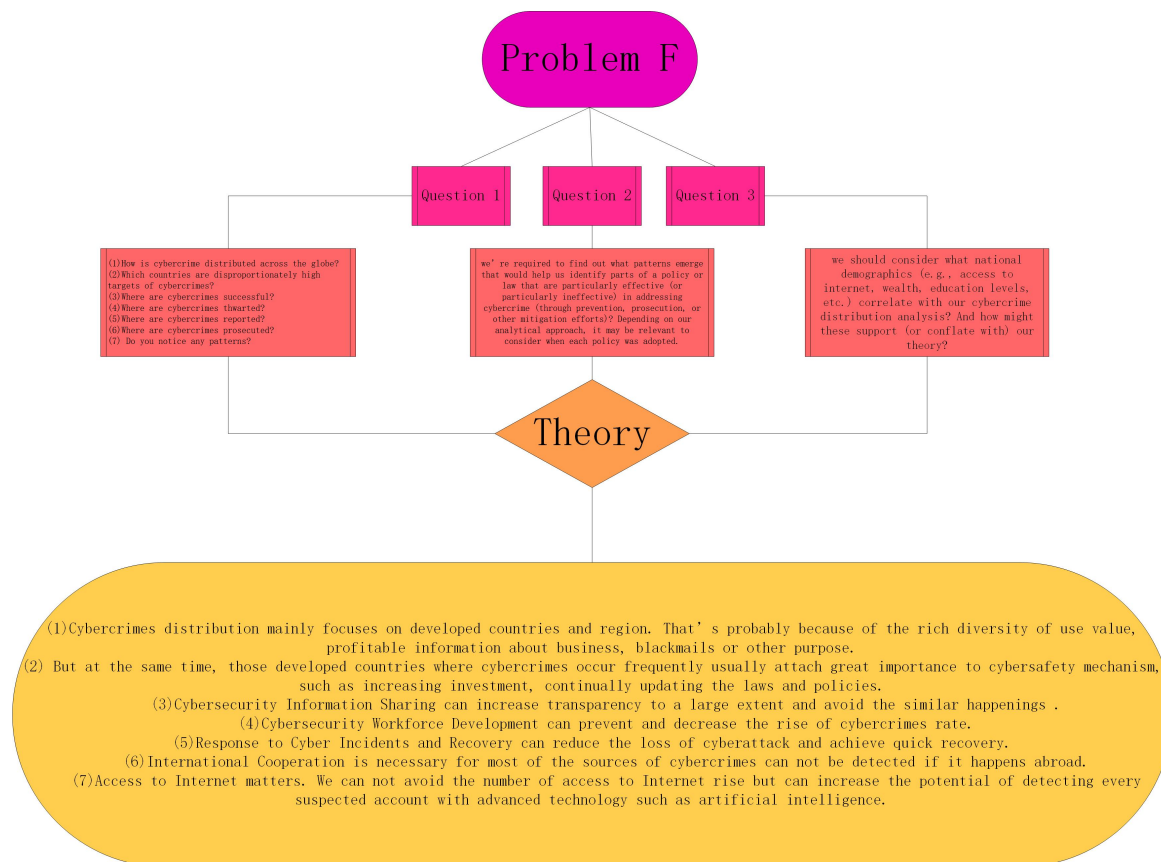 Problem F
Question 1
Question 2
Question 3
(1)How is cybercrime distributed across the globe?
(2)Which countries are disproportionately high
targets of cybercrimes?
(3)Where are cybercrimes successful?
(4)Where are cybercrimes thwarted?
(5)Where are cybercrimes reported?
(6)Where are cybercrimes prosecuted?
(7) Do you notice any patterns?
we're required to find out what patterns emerge
that would help us identify parts of a policy or
law that are particularly effective (or
particularly ineffective) in addressing
cybercrime (through prevention, prosecution, or
other mitigation efforts)? Depending on our
analytical approach, it may be relevant to
consider when each policy was adopted.
we should consider what national
demographics (e.g., access to
internet, wealth, education levels,
etc.) correlate with our cybercrime
distribution analysis? And how might
these support (or conflate with) our
theory?
Theory
(1)Cybercrimes distribution mainly focuses on developed countries and region. That's probably because of the rich diversity of use value,
profitable information about business, blackmails or other purpose.
(2) But at the same time, those developed countries where cybercrimes occur frequently usually attach great importance to cybersafety mechanism,
such as increasing investment, continually updating the laws and policies.
(3)Cybersecurity Information Sharing can increase transparency to a large extent and avoid the similar happenings .
(4)Cybersecurity Workforce Development can prevent and decrease the rise of cybercrimes rate.
(5)Response to Cyber Incidents and Recovery can reduce the loss of cyberattack and achieve quick recovery.
(6)International Cooperation is necessary for most of the sources of cybercrimes can not be detected if it happens abroad.
(7)Access to Internet matters. We can not avoid the number of access to Internet rise but can increase the potential of detecting every
suspected account with advanced technology such as artificial intelligence.